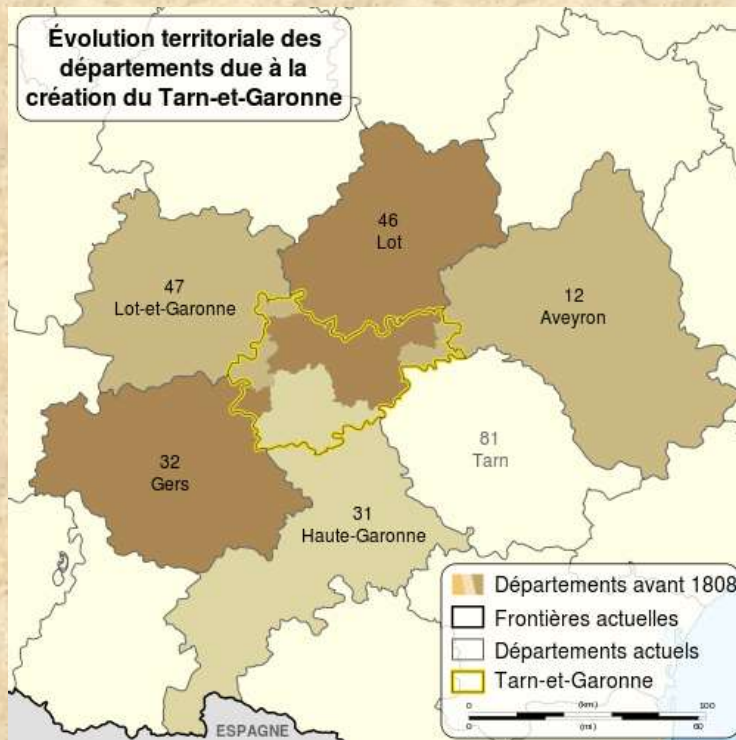 Évolution territoriale des
départements due à la
création du Tarn-et-Garonne
46
Lot
47
Lot-et-Garonne
12
Aveyron
32
Gers
81
Tarn
31
Haute-Garonne
Départements avant 1808
Frontières actuelles
Départements actuels
Tarn-et-Garonne
0 (km) 100
0 (mi) 60
ESPAGNE